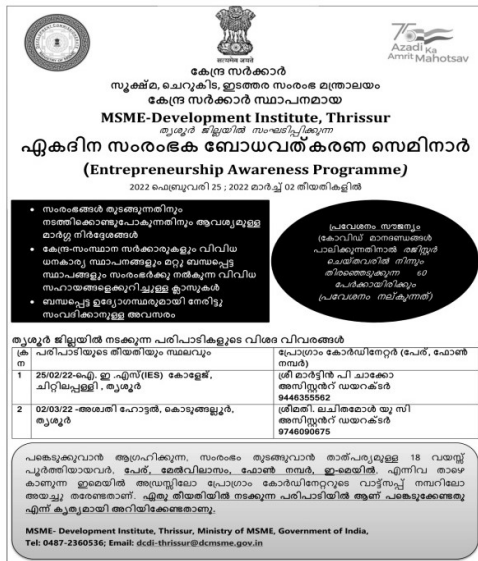 सत्यमेव जयते
75
Azadi Ka
Amrit Mahotsav
കേന്ദ്ര സർക്കാർ
സൂക്ഷ്മ, ചെറുകിട, ഇടത്തര സംരംഭ മന്ത്രാലയം
കേന്ദ്ര സർക്കാർ സ്ഥാപനമായ
MSME-Development Institute, Thrissur
തൃശൂർ ജില്ലയിൽ സംഘടിപ്പിക്കുന്ന
ഏകദിന സംരംഭക ബോധവത്കരണ സെമിനാർ
(Entrepreneurship Awareness Programme)
2022 ഫെബ്രുവരി 25 ; 2022 മാർച്ച് 02 തീയതികളിൽ
• സംരംഭങ്ങൾ തുടങ്ങുന്നതിനും
നടത്തിക്കൊണ്ടുപോകുന്നതിനും ആവശ്യമുള്ള
മാർഗ്ഗ നിർദ്ദേശങ്ങൾ
• കേന്ദ്ര-സംസ്ഥാന സർക്കാരുകളും വിവിധ
ധനകാര്യ സ്ഥാപനങ്ങളും മറ്റു ബന്ധപ്പെട്ട
സ്ഥാപങ്ങളും സംരംഭർക്കു നൽകുന്ന വിവിധ
സഹായങ്ങളെക്കുറിച്ചുള്ള ക്ലാസുകൾ
• ബന്ധപ്പെട്ട ഉദ്യോഗസ്ഥരുമായി നേരിട്ടു
സംവദിക്കാനുള്ള അവസരം
പ്രവേശനം സൗജന്യം
(കോവിഡ് മാനദണ്ഡങ്ങൾ
പാലിക്കുന്നതിനാൽ രജിസ്റ്റർ
ചെയ്തവരിൽ നിന്നും
തിരഞ്ഞെടുക്കുന്ന 60
പേർക്കായിരിക്കും
പ്രവേശനം നല്കുന്നത്)
തൃശൂർ ജില്ലയിൽ നടക്കുന്ന പരിപാടികളുടെ വിശദ വിവരങ്ങൾ
ക്ര
ന
പരിപാടിയുടെ തീയതിയും സ്ഥലവും
പ്രോഗ്രാം കോർഡിനേറ്റർ (പേര്, ഫോൺ
നമ്പർ)
1
25/02/22-ഐ. ഇ .എസ്(IES) കോളേജ്,
ചിറ്റിലപ്പള്ളി , തൃശൂർ
ശ്രീ മാർട്ടിൻ പി ചാക്കോ
അസിസ്റ്റന്റ് ഡയറക്ടർ
9446355562
2
02/03/22 -അശ്വതി ഹോട്ടൽ, കൊടുങ്ങല്ലൂർ,
തൃശൂർ
ശ്രീമതി. ലചിതമോൾ യു സി
അസിസ്റ്റന്റ് ഡയറക്ടർ
9746090675
പങ്കെടുക്കുവാൻ ആഗ്രഹിക്കുന്ന, സംരംഭം തുടങ്ങുവാൻ താത്പര്യമുള്ള 18 വയസ്സ്
പൂർത്തിയായവർ, പേര്, മേൽവിലാസം, ഫോൺ നമ്പർ, ഇ-മെയിൽ, എന്നിവ താഴെ
കാണുന്ന ഇമെയിൽ അഡ്രസ്സിലോ പ്രോഗ്രാം കോർഡിനേറ്ററുടെ വാട്ട്സപ്പ് നമ്പറിലോ
അയച്ചു തരേണ്ടതാണ്. ഏതു തീയതിയിൽ നടക്കുന്ന പരിപാടിയിൽ ആണ് പങ്കെടുക്കേണ്ടതു
എന്ന് കൃത്യമായി അറിയിക്കേണ്ടതാണു.
MSME- Development Institute, Thrissur, Ministry of MSME, Government of India,
Tel: 0487-2360536; Email: dcdi-thrissur@dcmsme.gov.in